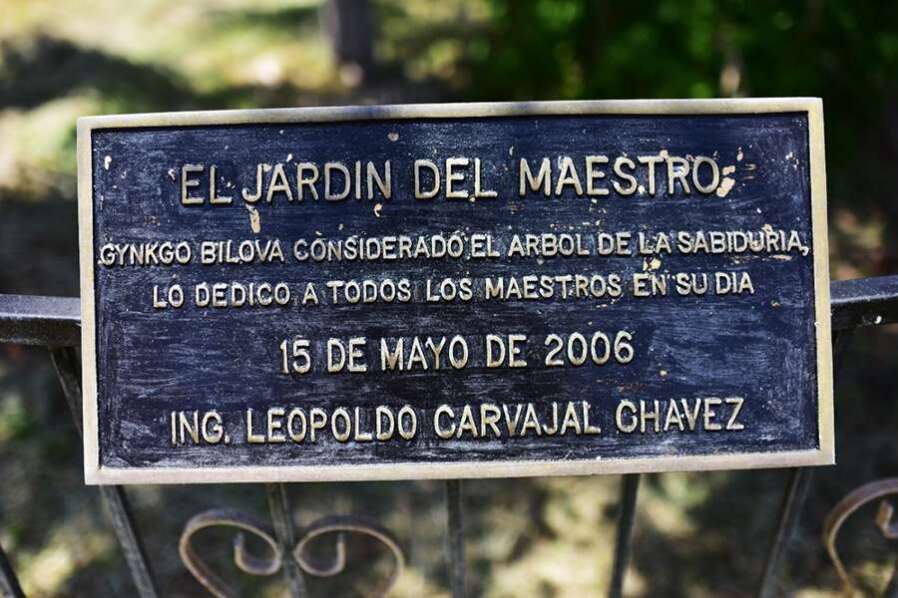 EL JARDIN DEL MAESTRO
GYNKGO BILOVA CONSIDERADO EL ARBOL DE LA SABIDURIA,
LO DEDICO A TODOS LOS MAESTROS EN SU DIA
15 DE MAYO DE 2006
ING. LEOPOLDO CARVAJAL CHAVEZ